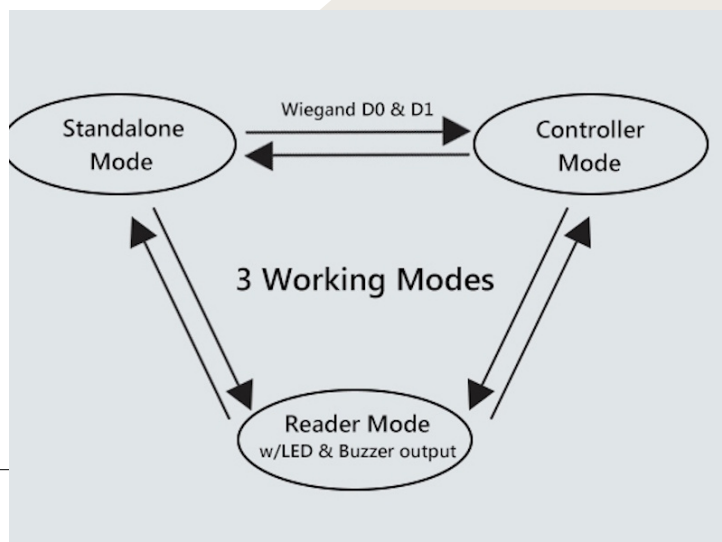 Wiegand D0 & D1
Standalone
Mode
Controller
Mode
3 Working Modes
Reader Mode
w/LED & Buzzer output